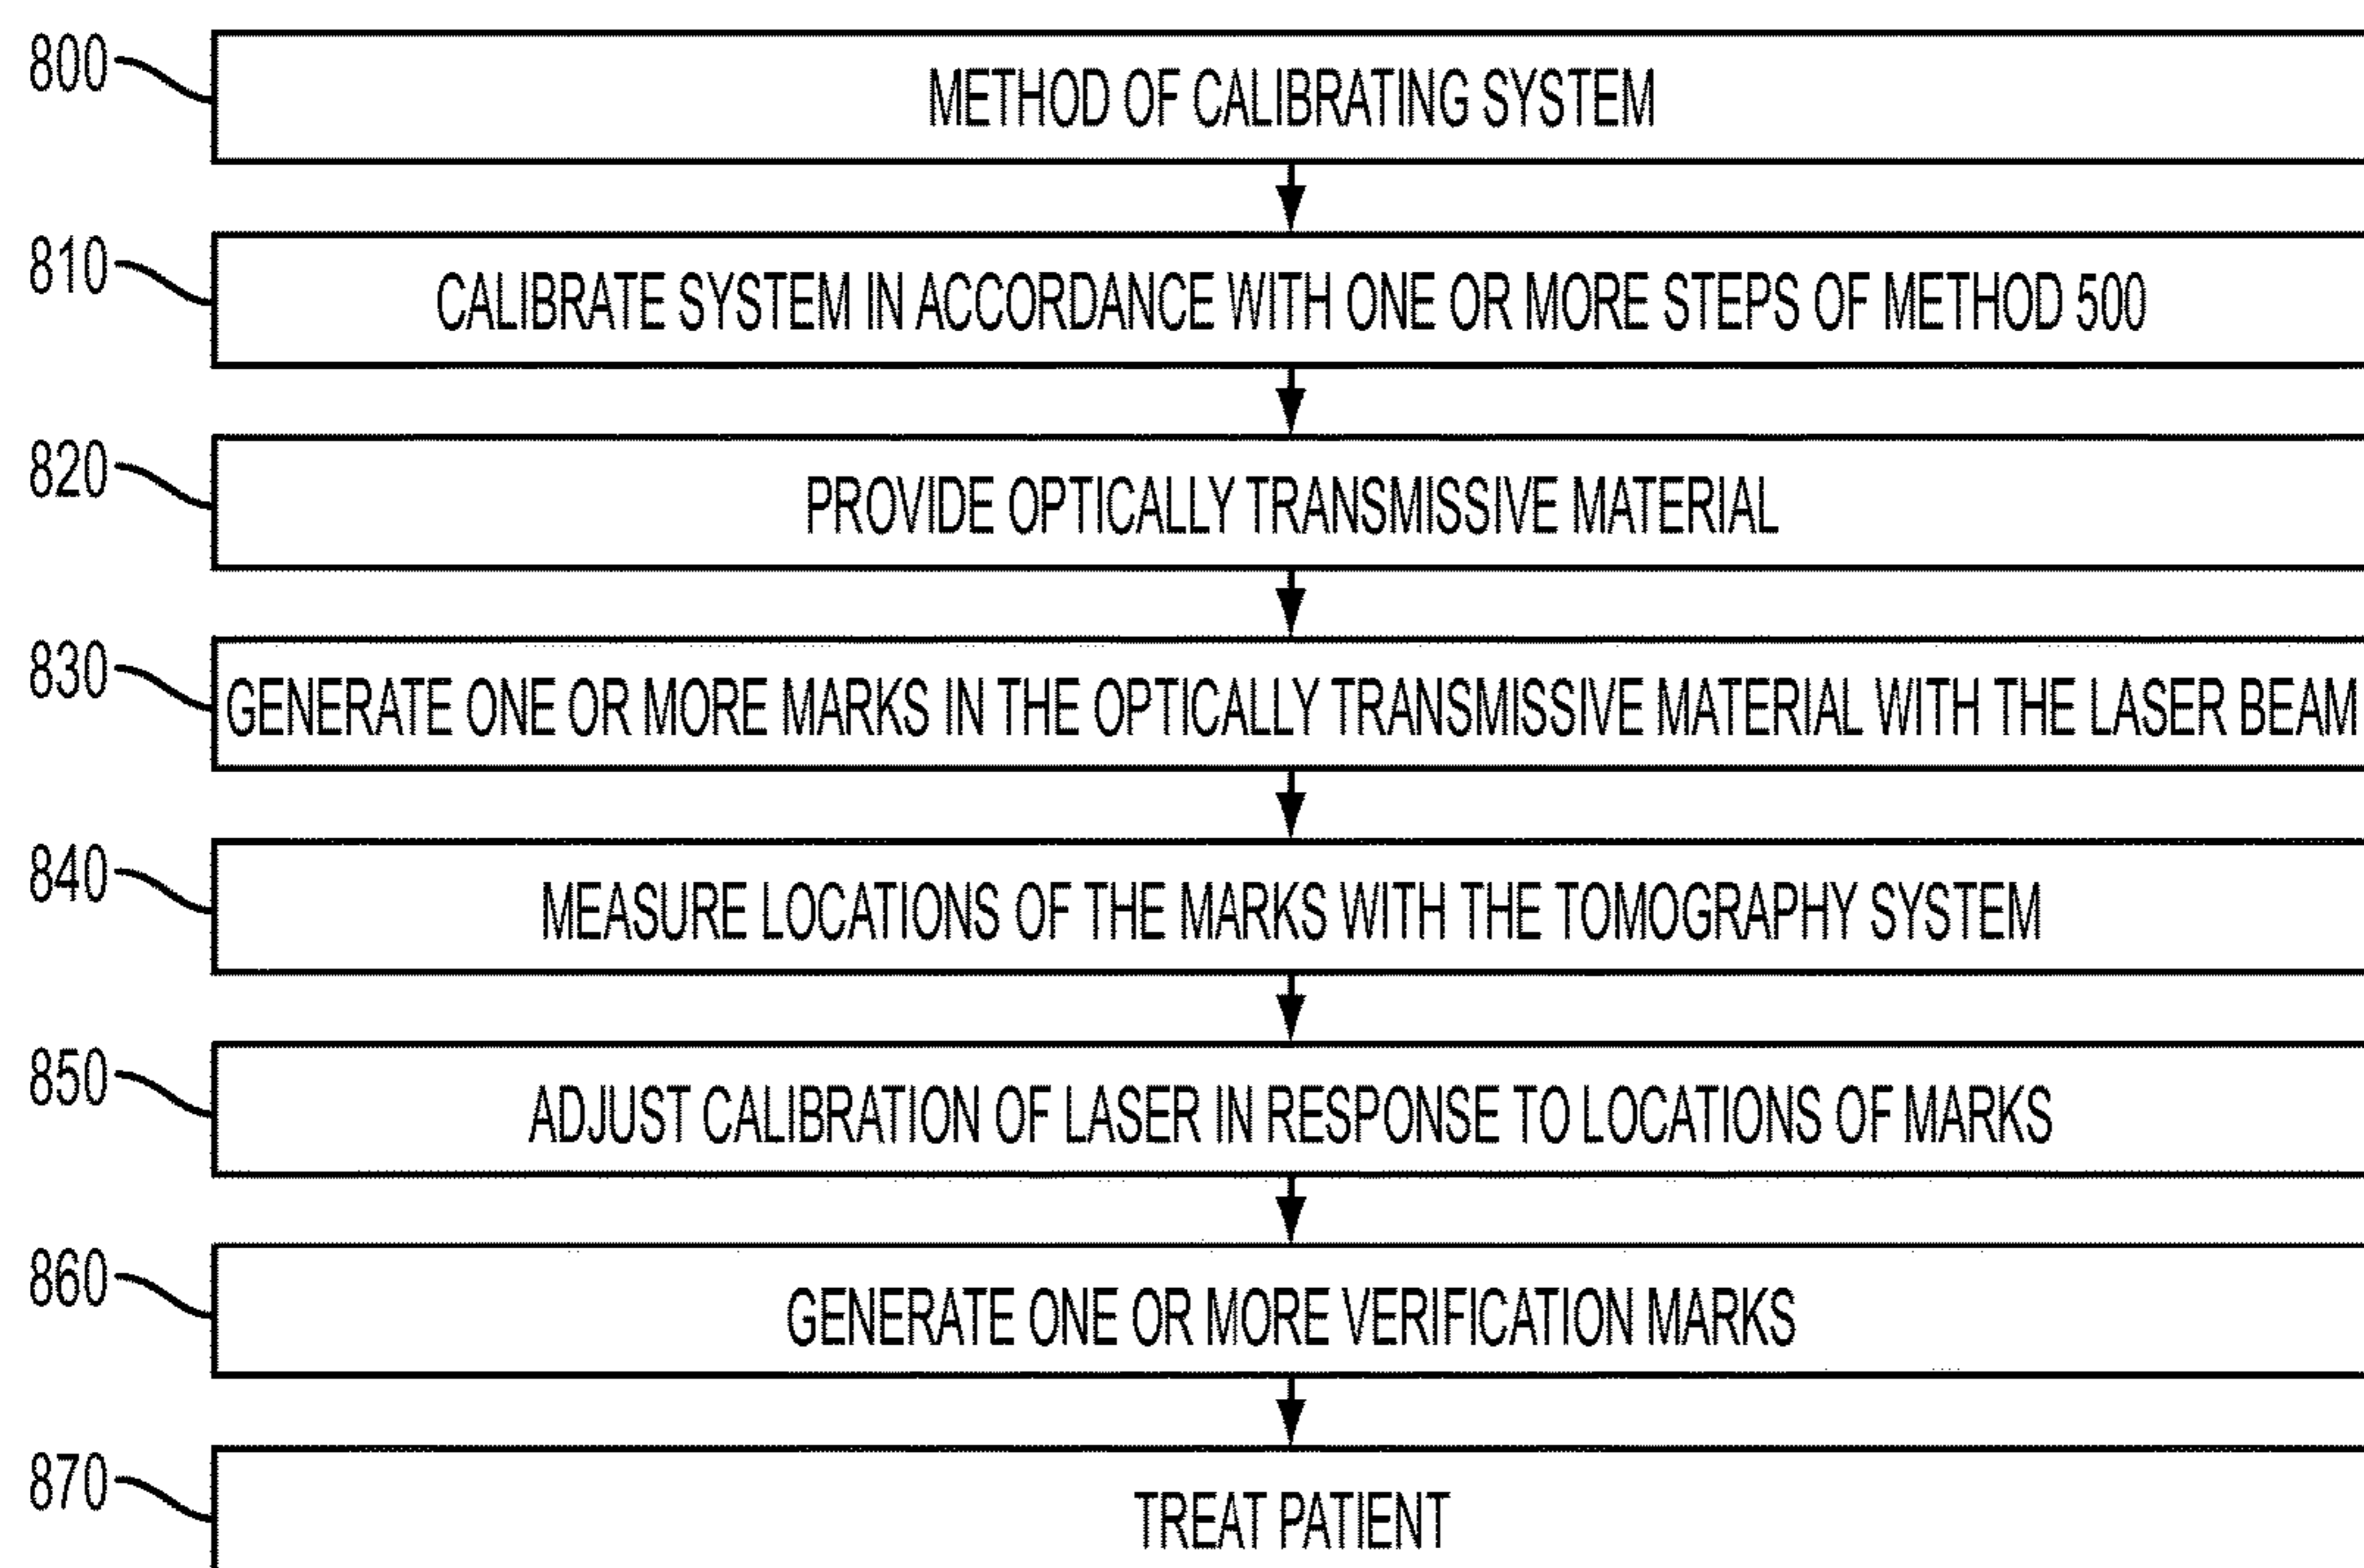 800 METHOD OF CALIBRATING SYSTEM
810 CALIBRATE SYSTEM IN ACCORDANCE WITH ONE OR MORE STEPS OF METHOD 500
820 PROVIDE OPTICALLY TRANSMISSIVE MATERIAL
830 GENERATE ONE OR MORE MARKS IN THE OPTICALLY TRANSMISSIVE MATERIAL WITH THE LASER BEAM
840 MEASURE LOCATIONS OF THE MARKS WITH THE TOMOGRAPHY SYSTEM
850 ADJUST CALIBRATION OF LASER IN RESPONSE TO LOCATIONS OF MARKS
860 GENERATE ONE OR MORE VERIFICATION MARKS
870 TREAT PATIENT